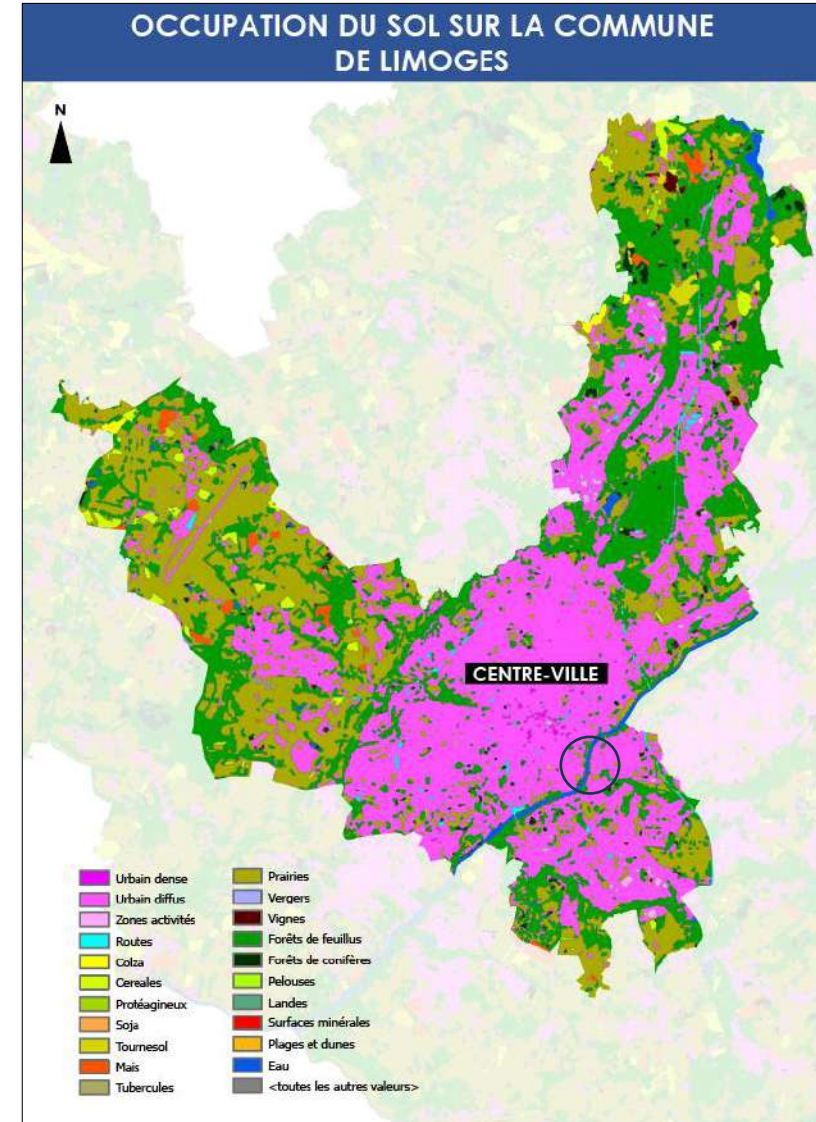 OCCUPATION DU SOL SUR LA COMMUNE
DE LIMOGES
N
CENTRE-VILLE
Urbain dense
Urbain diffus
Zones activités
Routes
Colza
Cereales
Protéagineux
Soja
Tournesol
Mais
Tubercules
Prairies
Vergers
Vignes
Forêts de feuillus
Forêts de conifères
Pelouses
Landes
Surfaces minérales
Plages et dunes
Eau
<toutes les autres valeurs>